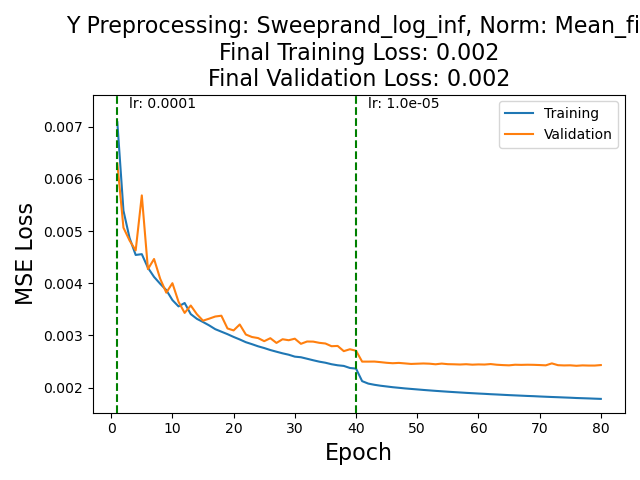 Y Preprocessing: Sweeprand_log_inf, Norm: Mean_fi
Final Training Loss: 0.002
Final Validation Loss: 0.002
lr: 0.0001
lr: 1.0e-05
Training
Validation
0.007
0.006
0.005
0.004
0.003
0.002
MSE Loss
0 10 20 30 40 50 60 70 80
Epoch